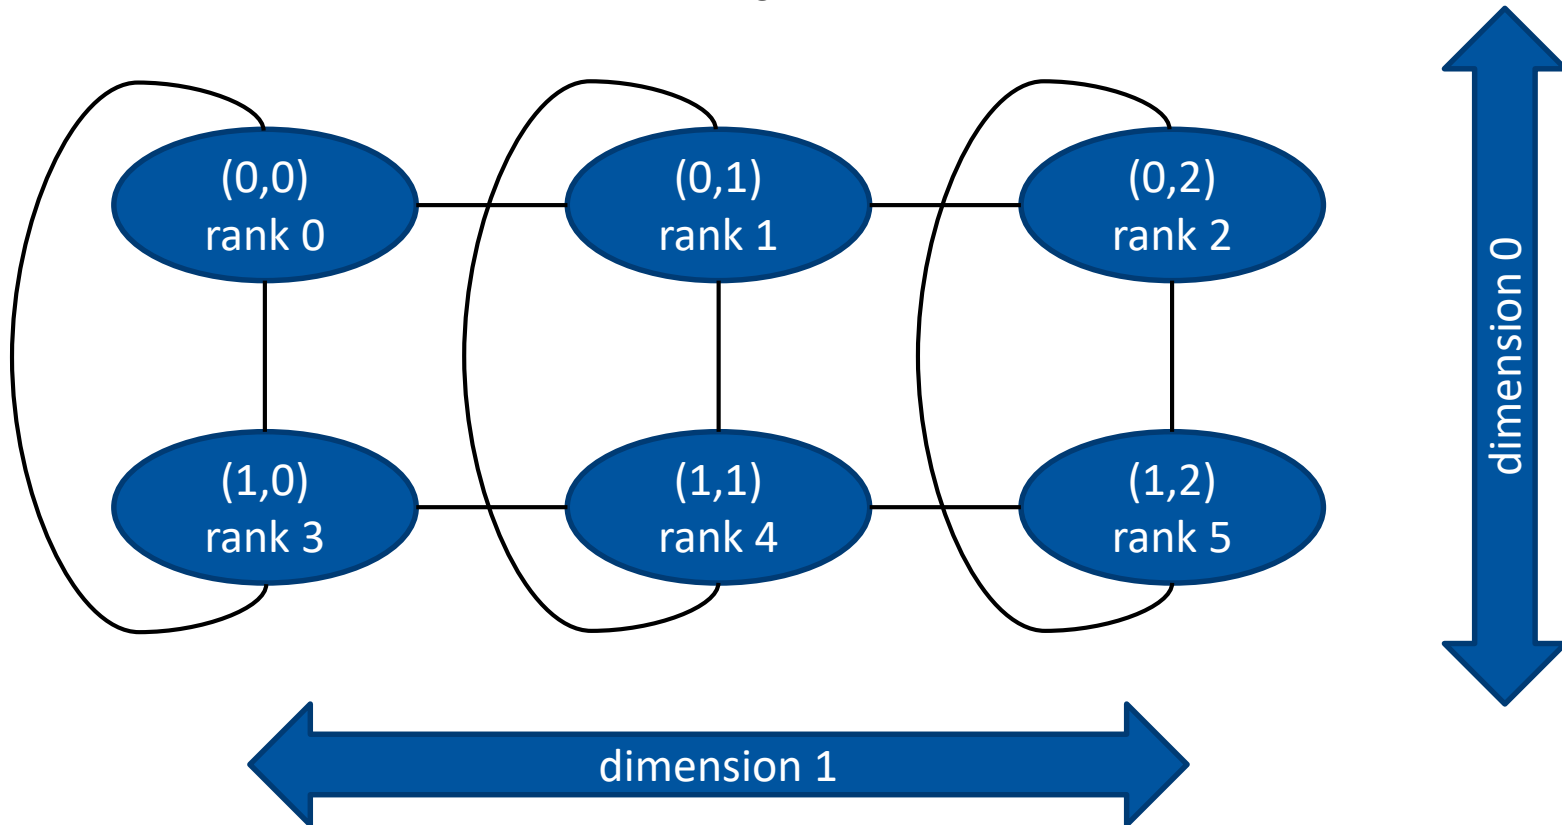 (0,0)
rank 0
(0,1)
rank 1
(0,2)
rank 2
(1,0)
rank 3
(1,1)
rank 4
(1,2)
rank 5
dimension 0
dimension 1